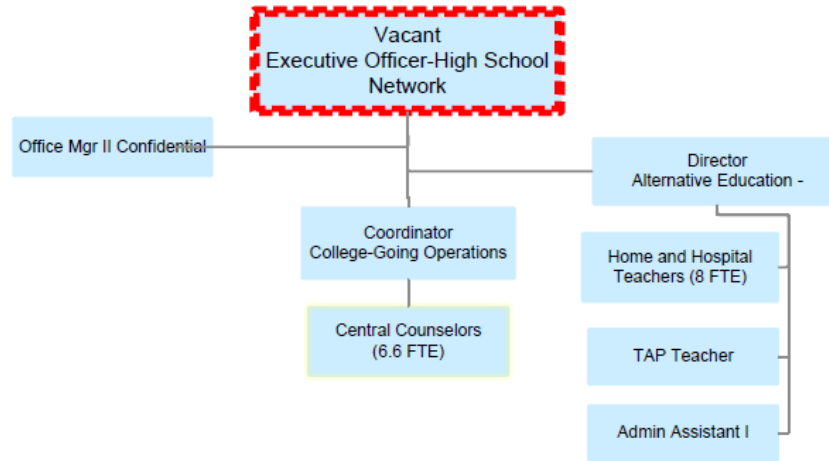 Vacant
Executive Officer-High School
Network
Office Mgr II Confidential
Director
Alternative Education -
Coordinator
College-Going Operations
Home and Hospital
Teachers (8 FTE)
Central Counselors
(6.6 FTE)
TAP Teacher
Admin Assistant I